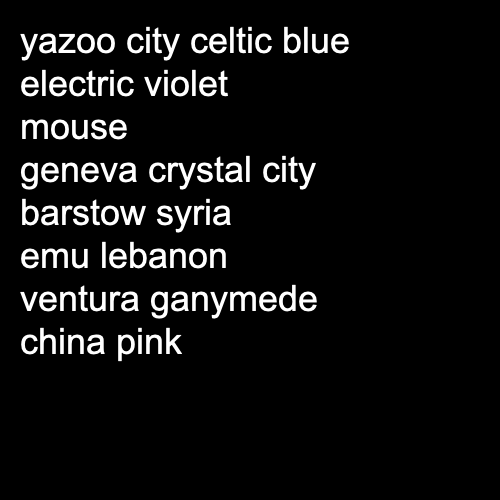 yazoo city celtic blue
electric violet
mouse
geneva crystal city
barstow syria
emu lebanon
ventura ganymede
china pink